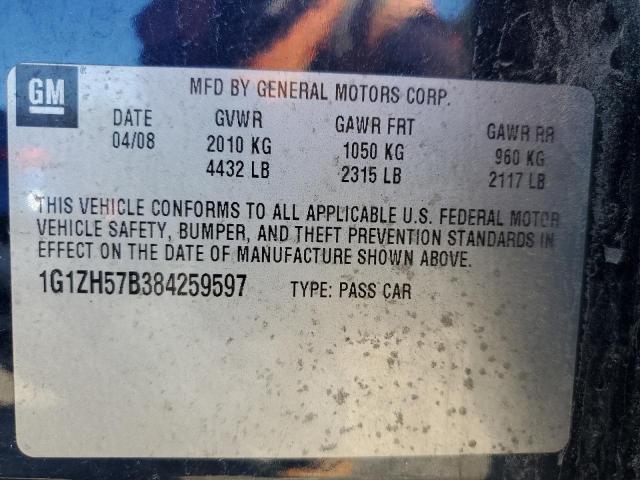 GM
MFD BY GENERAL MOTORS CORP.
DATE GVWR GAWR FRT GAWR RR
04/08 2010 KG 1050 KG 960 KG
4432 LB 2315 LB 2117 LB
THIS VEHICLE CONFORMS TO ALL APPLICABLE U.S. FEDERAL MOTOR
VEHICLE SAFETY, BUMPER, AND THEFT PREVENTION STANDARDS IN
EFFECT ON THE DATE OF MANUFACTURE SHOWN ABOVE.
1G1ZH57B384259597 TYPE: PASS CAR